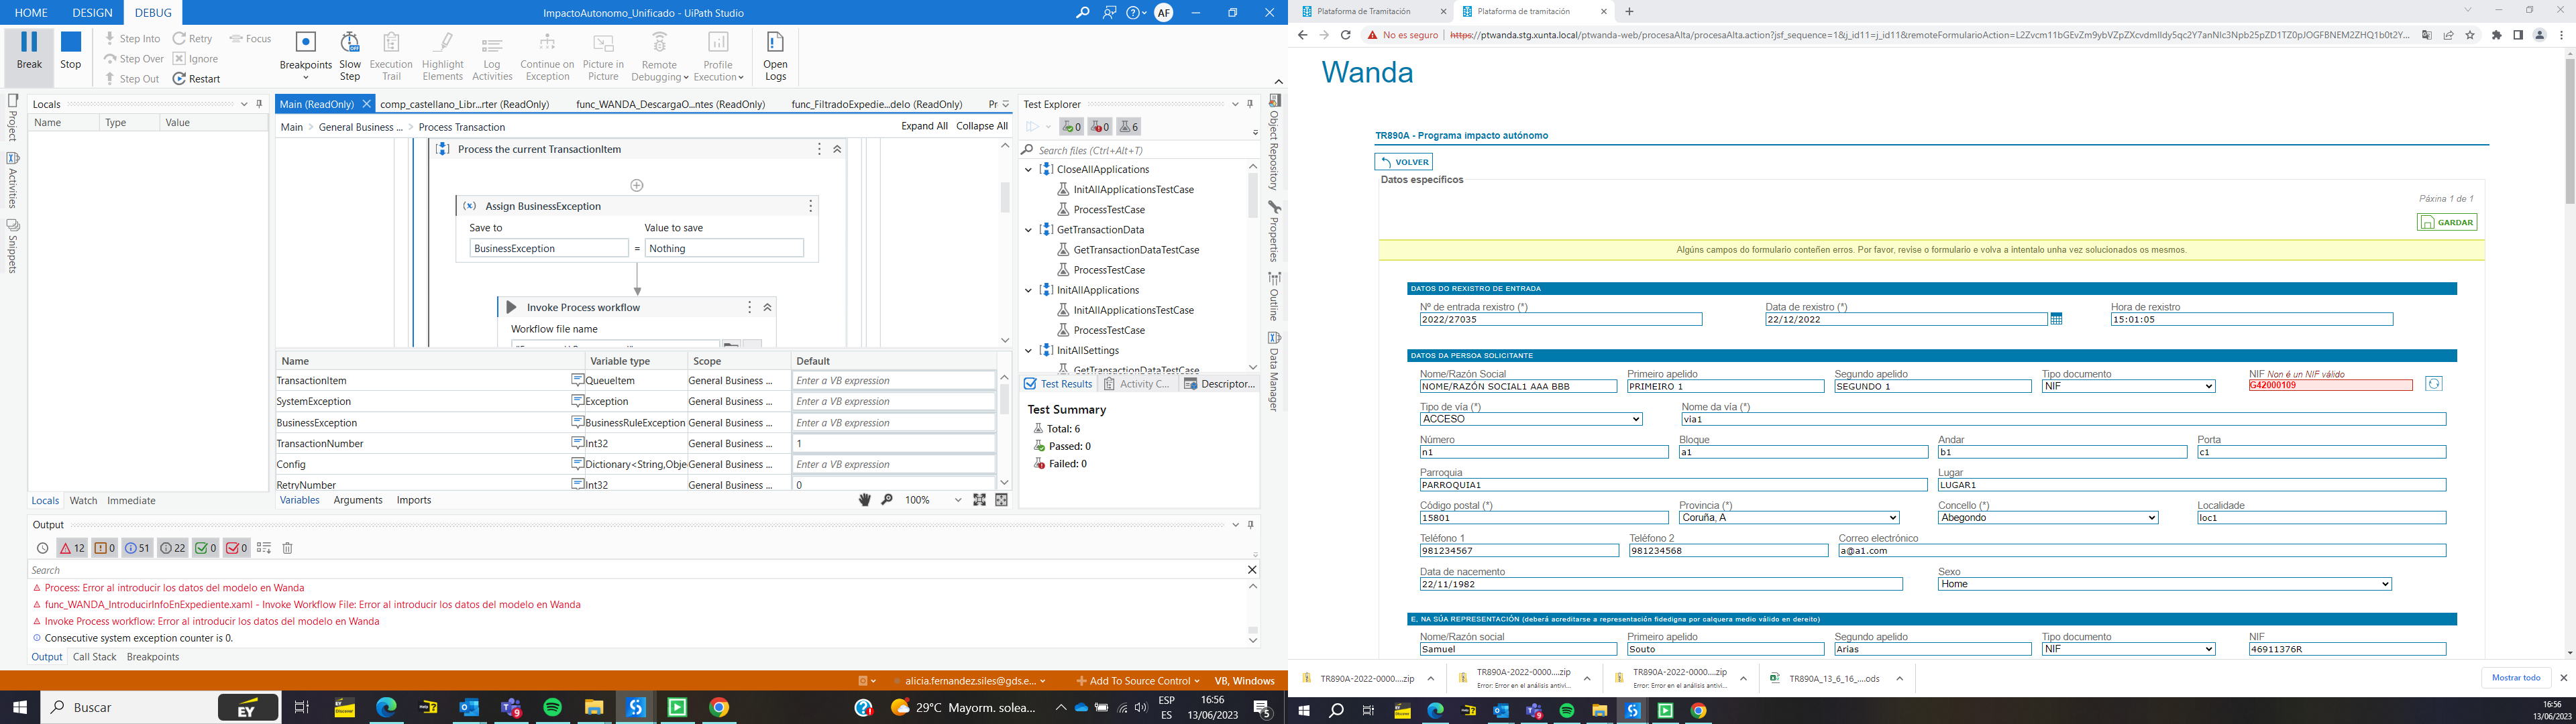 HOME DESIGN DEBUG ImpactoAutonomo_Unificado - UiPath Studio AF
Break Stop Step Into Step Over Step Out Retry Ignore Restart Focus Breakpoints Slow Step Execution Trail Highlight Elements Log Activities Continue on Exception Picture in Picture Remote Debugging Profile Execution Open Logs
Project
Activities
Snippets
Locals
Name Type Value
Locals Watch Immediate
Main (ReadOnly) comp_castellano_Libr...rter (ReadOnly) func_WANDA_DescargaO...ntes (ReadOnly) func_FiltradoExpedie...delo (ReadOnly) Pr
Main > General Business ... > Process Transaction Expand All Collapse All
Process the current TransactionItem
Assign BusinessException
Save to Value to save
BusinessException = Nothing
Invoke Process workflow
Workflow file name
Name Variable type Scope Default
TransactionItem QueueItem General Business ... Enter a VB expression
SystemException Exception General Business ... Enter a VB expression
BusinessException BusinessRuleException General Business ... Enter a VB expression
TransactionNumber Int32 General Business ... 1
Config Dictionary<String,Obje General Business ... Enter a VB expression
RetryNumber Int32 General Business ... 0
Variables Arguments Imports 100%
Test Explorer
0 0 6
Search files (Ctrl+Alt+T)
CloseAllApplications
InitAllApplicationsTestCase
ProcessTestCase
GetTransactionData
GetTransactionDataTestCase
ProcessTestCase
InitAllApplications
InitAllApplicationsTestCase
ProcessTestCase
InitAllSettings
GetTransactionDataTestCase
Test Results Activity C... Descriptor...
Test Summary
Total: 6
Passed: 0
Failed: 0
Object Repository
Properties
Outline
Data Manager
Output
12 0 51 22 0 0
Search
Process: Error al introducir los datos del modelo en Wanda
func_WANDA_IntroducirInfoEnExpediente.xaml - Invoke Workflow File: Error al introducir los datos del modelo en Wanda
Invoke Process workflow: Error al introducir los datos del modelo en Wanda
Consecutive system exception counter is 0.
Output Call Stack Breakpoints
alicia.fernandez.siles@gds.e... Add To Source Control VB, Windows
Buscar EY 29°C Mayorm. solea... ESP ES 16:56 13/06/2023 5
Plataforma de Tramitación Plataforma de tramitación
No es seguro https://ptwanda.stg.xunta.local/ptwanda-web/procesaAlta/procesaAlta.action?jsf_sequence=1&j_id11=j_id11&remoteFormularioAction=
Wanda
TR890A - Programa impacto autónomo
VOLVER
Datos específicos
Páxina 1 de 1
GARDAR
Algúns campos do formulario conteñen erros. Por favor, revise o formulario e volva a intentalo unha vez solucionados os mesmos.
DATOS DO REXISTRO DE ENTRADA
Nº de entrada rexistro (*) Data de rexistro (*) Hora de rexistro
2022/27035 22/12/2022 15:01:05
DATOS DA PERSOA SOLICITANTE
Nome/Razón Social Primeiro apelido Segundo apelido Tipo documento NIF Non é un NIF válido
NOME/RAZÓN SOCIAL1 AAA BBB PRIMEIRO 1 SEGUNDO 1 NIF G42000109
Tipo de vía (*) Nome da vía (*)
ACCESO via1
Número Bloque Andar Porta
n1 a1 b1 c1
Parroquia Lugar
PARROQUIA1 LUGAR1
Código postal (*) Provincia (*) Concello (*) Localidade
15801 Coruña, A Abegondo loc1
Teléfono 1 Teléfono 2 Correo electrónico
981234567 981234568 a@a1.com
Data de nacemento Sexo
22/11/1982 Home
E, NA SÚA REPRESENTACIÓN (deberá acreditarse a representación fidedigna por calquera medio válido en dereito)
Nome/Razón social Primeiro apelido Segundo apelido Tipo documento NIF
Samuel Souto Arias NIF 46911376R
TR890A-2022-0000....zip TR890A-2022-0000....zip TR890A-2022-0000....zip TR890A_13_6_16_....ods Mostrar todo
Error: Error en el análisis antivi... Error: Error en el análisis antivi...
16:56
13/06/2023